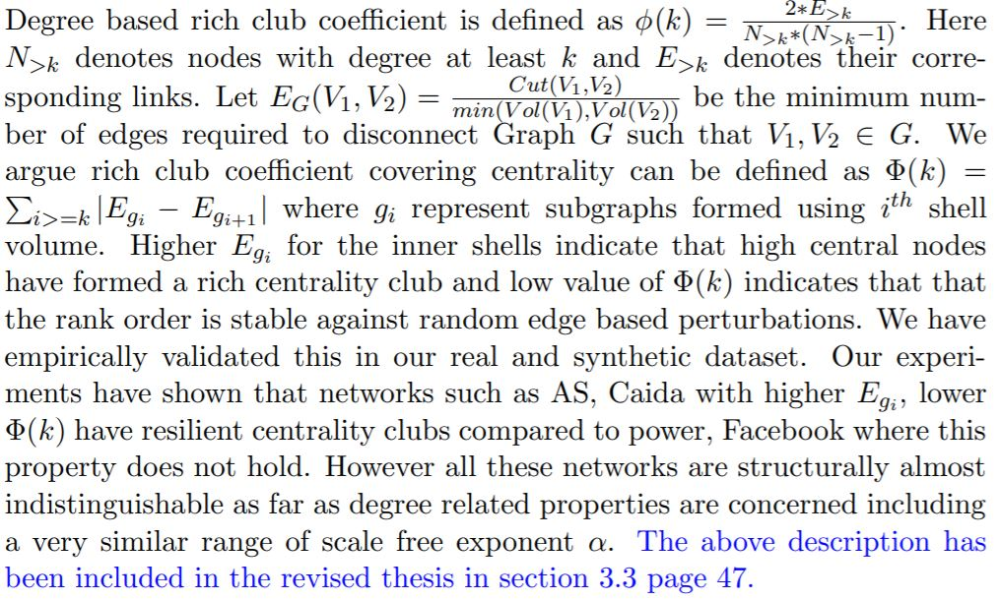 Degree based rich club coefficient is defined as $\phi(k) = \frac{2*E_{>k}}{N_{>k}*(N_{>k}-1)}$. Here
$N_{>k}$ denotes nodes with degree at least $k$ and $E_{>k}$ denotes their corre-
sponding links. Let $E_G(V_1, V_2) = \frac{Cut(V_1,V_2)}{min(Vol(V_1),Vol(V_2))}$ be the minimum num-
ber of edges required to disconnect Graph $G$ such that $V_1, V_2 \in G$. We
argue rich club coefficient covering centrality can be defined as $\Phi(k) =$
$\sum_{i>=k} |E_{g_i} - E_{g_{i+1}}|$ where $g_i$ represent subgraphs formed using $i^{th}$ shell
volume. Higher $E_{g_i}$ for the inner shells indicate that high central nodes
have formed a rich centrality club and low value of $\Phi(k)$ indicates that that
the rank order is stable against random edge based perturbations. We have
empirically validated this in our real and synthetic dataset. Our experi-
ments have shown that networks such as AS, Caida with higher $E_{g_i}$, lower
$\Phi(k)$ have resilient centrality clubs compared to power, Facebook where this
property does not hold. However all these networks are structurally almost
indistinguishable as far as degree related properties are concerned including
a very similar range of scale free exponent $\alpha$. The above description has
been included in the revised thesis in section 3.3 page 47.